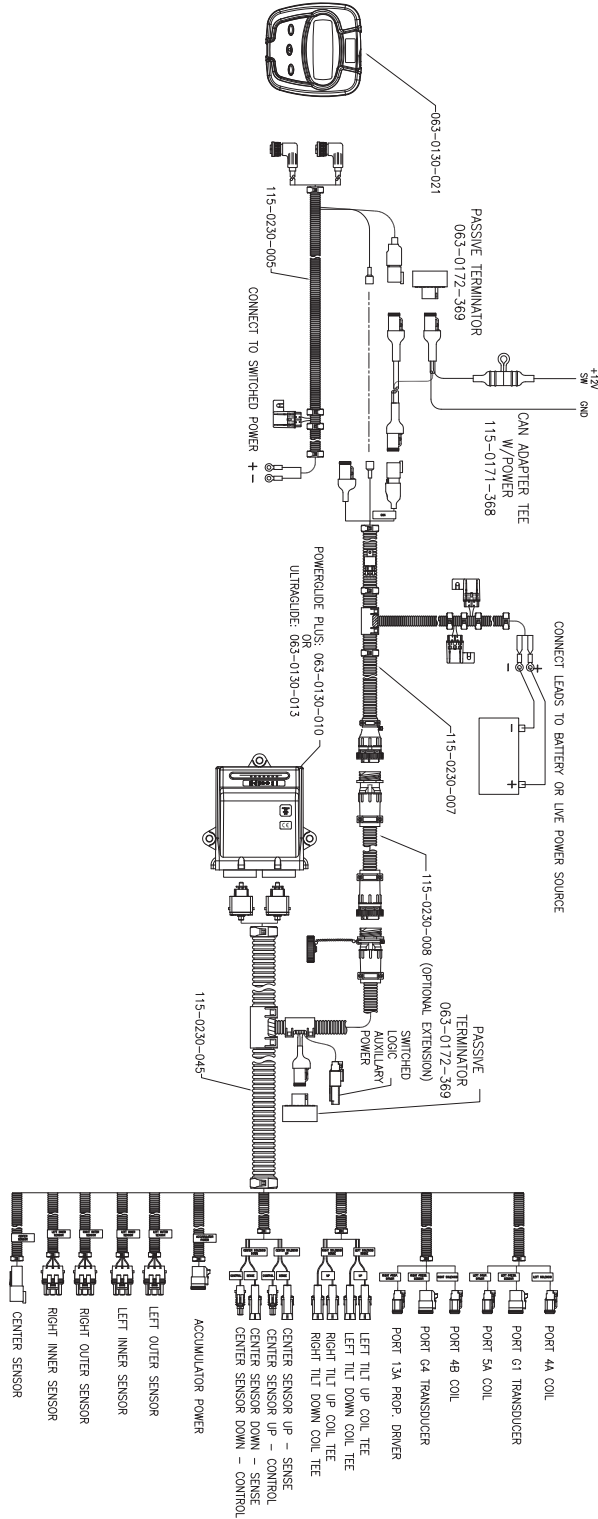 063-0130-021
PASSIVE TERMINATOR
063-0172-369
+12V
SW
GND
CAN ADAPTER TEE
W/POWER
115-0171-368
115-0230-005
CONNECT TO SWITCHED POWER
+
-
CONNECT LEADS TO BATTERY OR LIVE POWER SOURCE
-
+
-
+
115-0230-007
POWERGLIDE PLUS: 063-0130-010
OR
ULTRAGLIDE: 063-0130-013
115-0230-008 (OPTIONAL EXTENSION)
PASSIVE
TERMINATOR
063-0172-369
SWITCHED
LOGIC
AUXILLARY
POWER
115-0230-045
PORT 4A COIL
PORT G1 TRANSDUCER
PORT 5A COIL
PORT 4B COIL
PORT G4 TRANSDUCER
PORT 13A PROP. DRIVER
LEFT TILT UP COIL TEE
LEFT TILT DOWN COIL TEE
RIGHT TILT UP COIL TEE
RIGHT TILT DOWN COIL TEE
CENTER SENSOR UP - SENSE
CENTER SENSOR UP - CONTROL
CENTER SENSOR DOWN - SENSE
CENTER SENSOR DOWN - CONTROL
ACCUMULATOR POWER
LEFT OUTER SENSOR
LEFT INNER SENSOR
RIGHT OUTER SENSOR
RIGHT INNER SENSOR
CENTER SENSOR